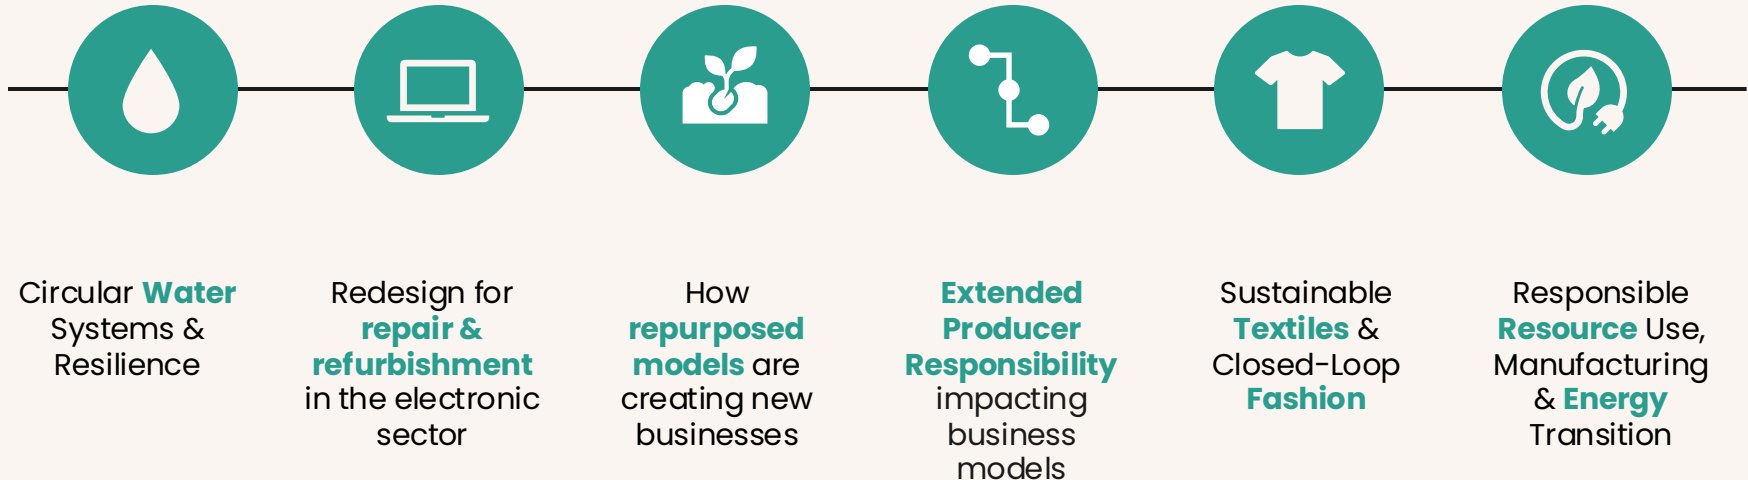 Circular Water
Systems &
Resilience
Redesign for
repair &
refurbishment
in the electronic
sector
How
repurposed
models are
creating new
businesses
Extended
Producer
Responsibility
impacting
business
models
Sustainable
Textiles &
Closed-Loop
Fashion
Responsible
Resource Use,
Manufacturing
& Energy
Transition